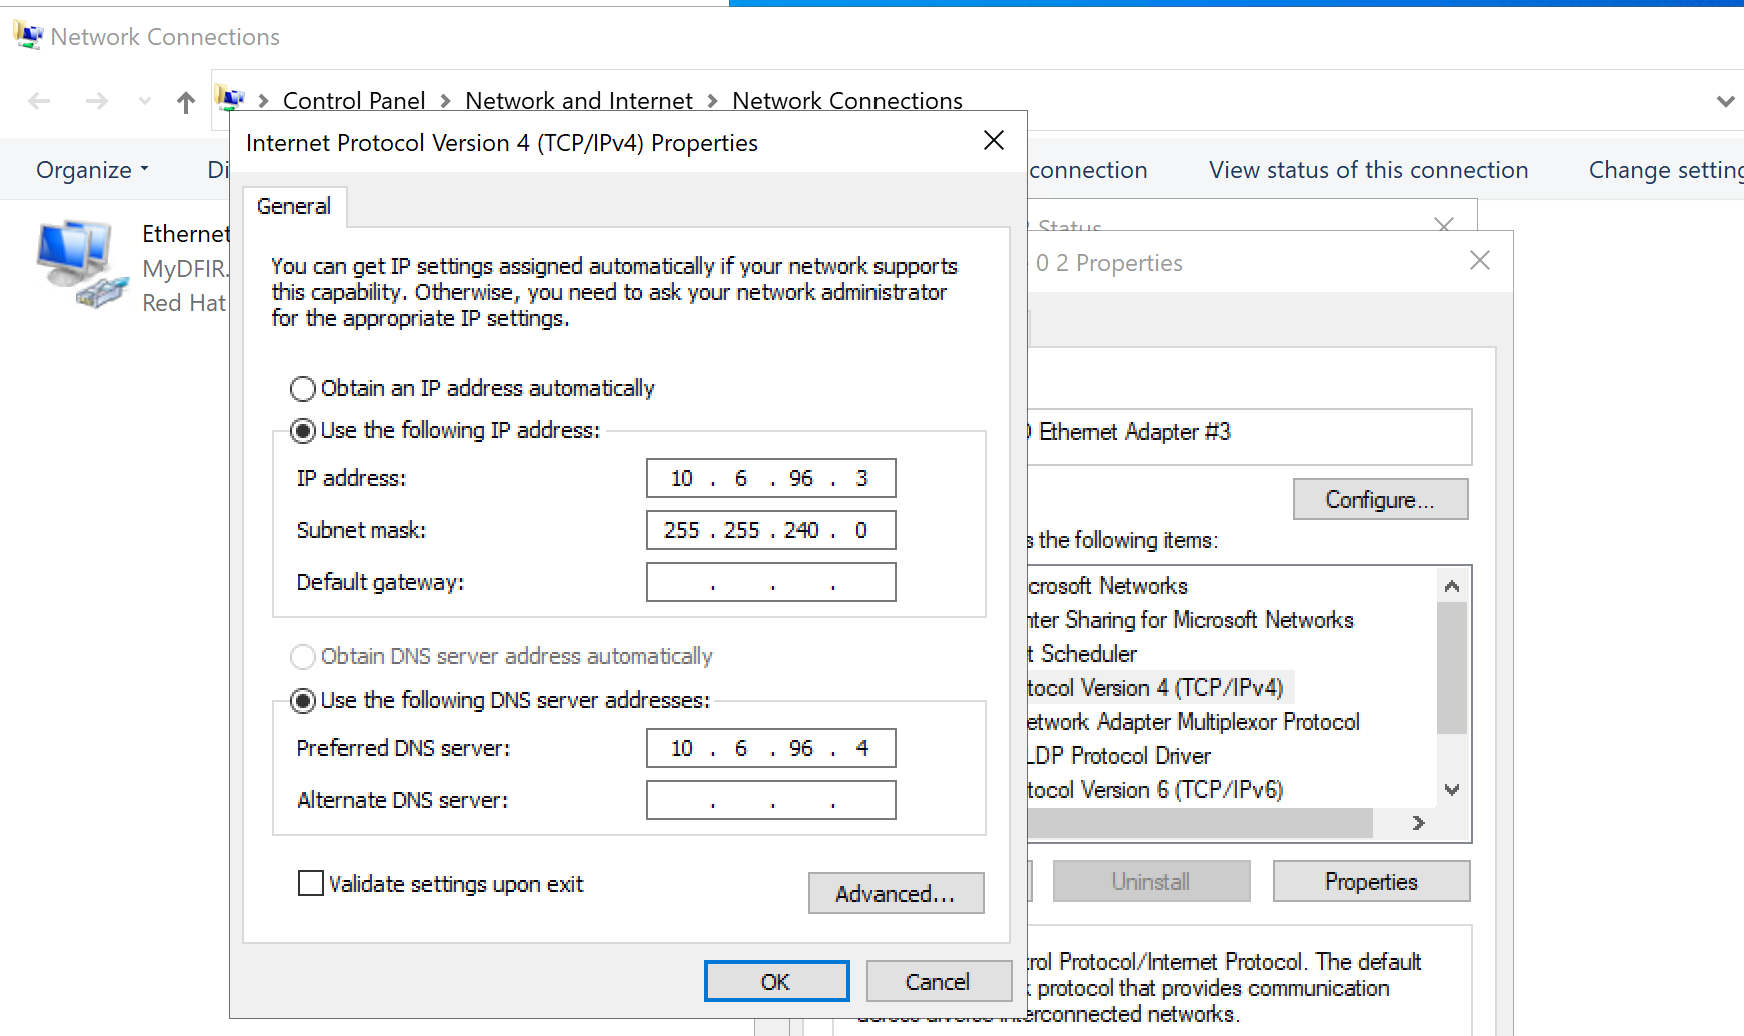 Network Connections
Control Panel > Network and Internet > Network Connections
Internet Protocol Version 4 (TCP/IPv4) Properties
Organize
Di
connection
View status of this connection
Change setting
General
Ethernet
MyDFIR.
Red Hat
Status
0 2 Properties
You can get IP settings assigned automatically if your network supports
this capability. Otherwise, you need to ask your network administrator
for the appropriate IP settings.
Obtain an IP address automatically
Use the following IP address:
IP address: 10 . 6 . 96 . 3
Subnet mask: 255 . 255 . 240 . 0
Default gateway: . . .
Obtain DNS server address automatically
Use the following DNS server addresses:
Preferred DNS server: 10 . 6 . 96 . 4
Alternate DNS server: . . .
Validate settings upon exit
Advanced...
OK
Cancel
Ethernet Adapter #3
Configure...
s the following items:
crosoft Networks
nter Sharing for Microsoft Networks
t Scheduler
tocol Version 4 (TCP/IPv4)
etwork Adapter Multiplexor Protocol
LDP Protocol Driver
tocol Version 6 (TCP/IPv6)
Uninstall
Properties
rol Protocol/Internet Protocol. The default
protocol that provides communication
across diverse interconnected networks.